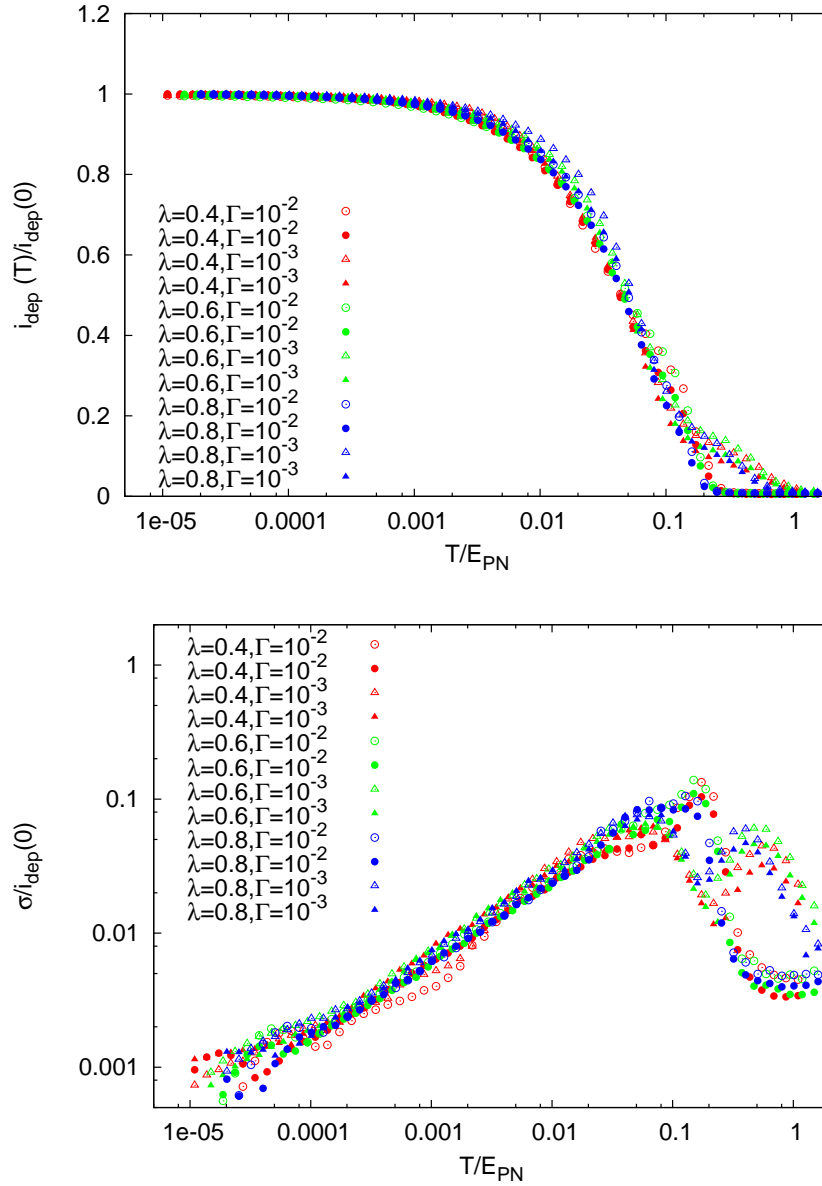 1.2
1
0.8
0.6
0.4
0.2
0
i_dep (T)/i_dep(0)
λ=0.4,Γ=10^-2
λ=0.4,Γ=10^-2
λ=0.4,Γ=10^-3
λ=0.4,Γ=10^-3
λ=0.6,Γ=10^-2
λ=0.6,Γ=10^-2
λ=0.6,Γ=10^-3
λ=0.6,Γ=10^-3
λ=0.8,Γ=10^-2
λ=0.8,Γ=10^-2
λ=0.8,Γ=10^-3
λ=0.8,Γ=10^-3
1e-05 0.0001 0.001 0.01 0.1 1
T/E_PN
1
0.1
0.01
0.001
σ/i_dep(0)
λ=0.4,Γ=10^-2
λ=0.4,Γ=10^-2
λ=0.4,Γ=10^-3
λ=0.4,Γ=10^-3
λ=0.6,Γ=10^-2
λ=0.6,Γ=10^-2
λ=0.6,Γ=10^-3
λ=0.6,Γ=10^-3
λ=0.8,Γ=10^-2
λ=0.8,Γ=10^-2
λ=0.8,Γ=10^-3
λ=0.8,Γ=10^-3
1e-05 0.0001 0.001 0.01 0.1 1
T/E_PN